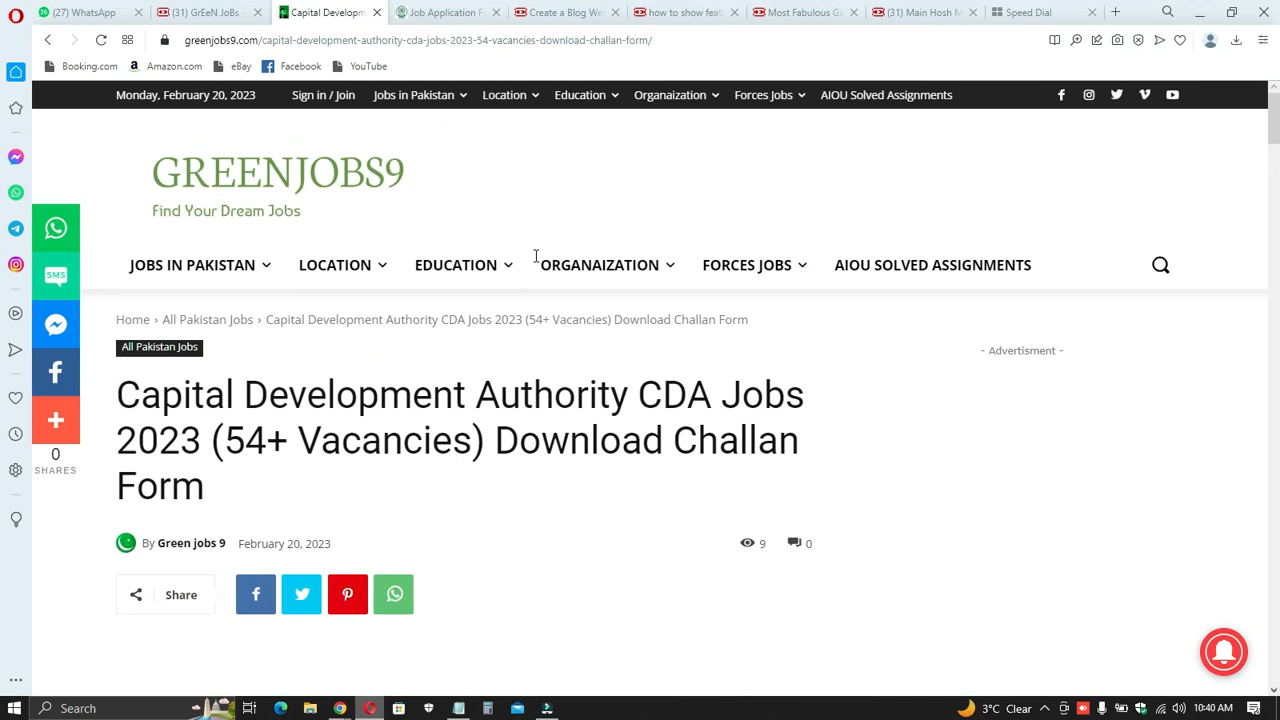 (27) WhatsApp
(31) GrEeN JoBs
Capital Developm
Job Application F
Create a Blog We
how to show feat
Most Fabulous G
(31) Main Hosh M
Speed Dial
greenjobs9.com/capital-development-authority-cda-jobs-2023-54-vacancies-download-challan-form/
Booking.com
Amazon.com
eBay
Facebook
YouTube
Monday, February 20, 2023
Sign in / Join
Jobs in Pakistan
Location
Education
Organaization
Forces Jobs
AIOU Solved Assignments
GREENJOBS9
Find Your Dream Jobs
JOBS IN PAKISTAN
LOCATION
EDUCATION
ORGANAIZATION
FORCES JOBS
AIOU SOLVED ASSIGNMENTS
Home › All Pakistan Jobs › Capital Development Authority CDA Jobs 2023 (54+ Vacancies) Download Challan Form
All Pakistan Jobs
- Advertisment -
Capital Development Authority CDA Jobs
2023 (54+ Vacancies) Download Challan
Form
SMS
0
SHARES
By Green jobs 9
February 20, 2023
9
0
Share
Search
3°C Clear
10:40 AM